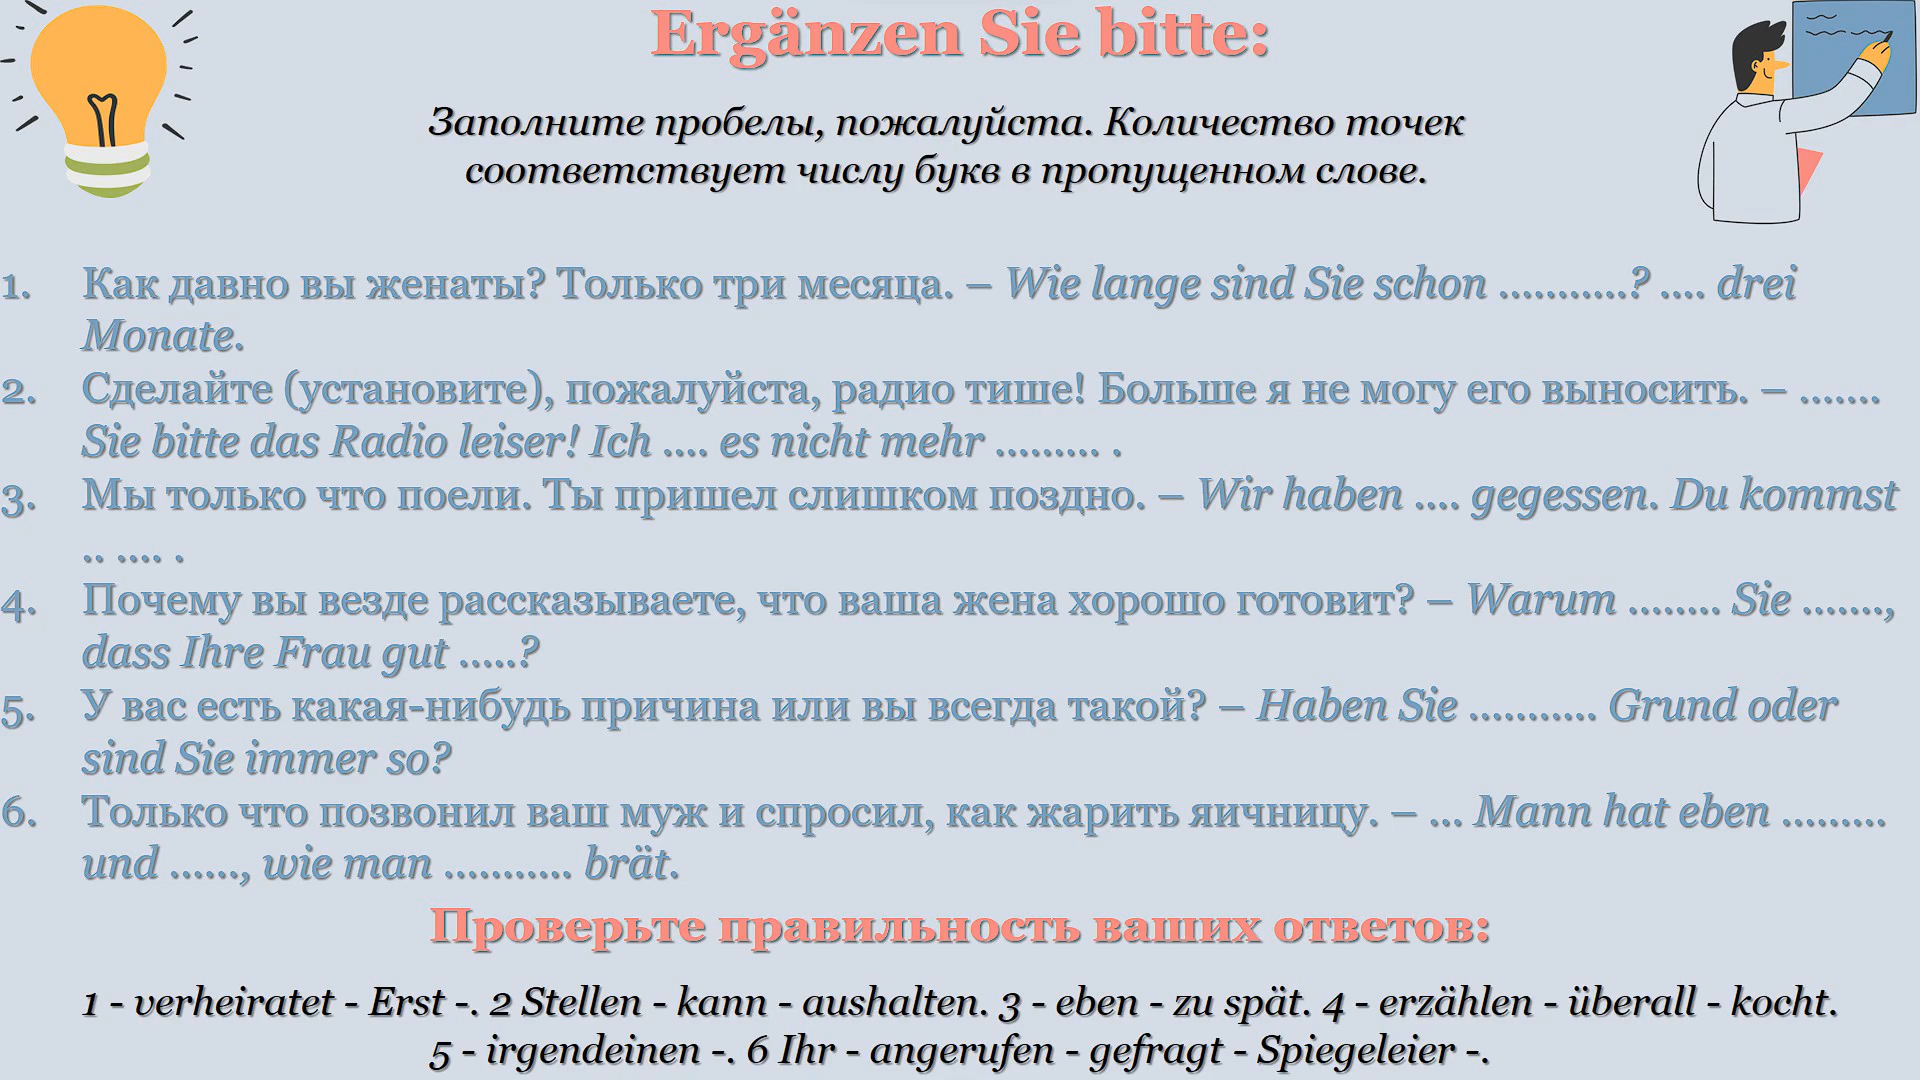 Ergänzen Sie bitte:
Заполните пробелы, пожалуйста. Количество точек
соответствует числу букв в пропущенном слове.
1. Как давно вы женаты? Только три месяца. – Wie lange sind Sie schon ...........? .... drei
Monate.
2. Сделайте (установите), пожалуйста, радио тише! Больше я не могу его выносить. – .......
Sie bitte das Radio leiser! Ich .... es nicht mehr ......... .
3. Мы только что поели. Ты пришел слишком поздно. – Wir haben .... gegessen. Du kommst
.. .... .
4. Почему вы везде рассказываете, что ваша жена хорошо готовит? – Warum ........ Sie .......,
dass Ihre Frau gut .....?
5. У вас есть какая-нибудь причина или вы всегда такой? – Haben Sie ........... Grund oder
sind Sie immer so?
6. Только что позвонил ваш муж и спросил, как жарить яичницу. – ... Mann hat eben .........
und ......, wie man ........... brät.
Проверьте правильность ваших ответов:
1 - verheiratet - Erst -. 2 Stellen - kann - aushalten. 3 - eben - zu spät. 4 - erzählen - überall - kocht.
5 - irgendeinen -. 6 Ihr - angerufen - gefragt - Spiegeleier -.